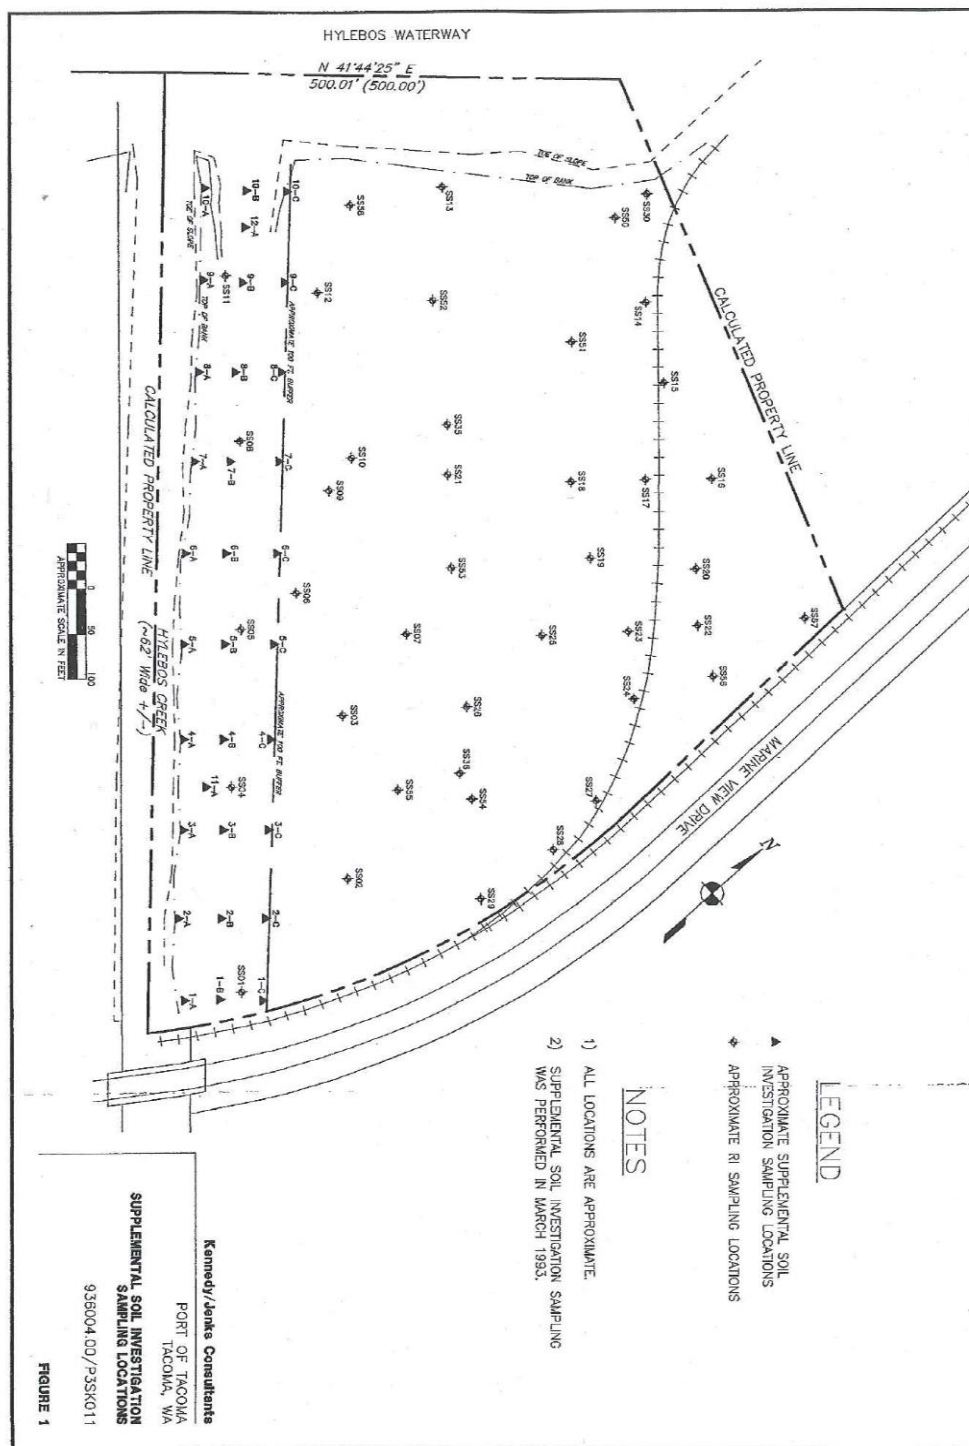 HYLEBOS WATERWAY
N 41°44'25" E
500.01' (500.00')
TOE OF SLOPE
TOP OF BANK
CALCULATED PROPERTY LINE
10-A
10-B
10-C
12-A
SS58
SS13
SS50
SS30
TOE OF SLOPE
9-A
SS11
9-B
9-C
SS12
SS52
SS14
TOP OF BANK
APPROXIMATE 100 FT. BUFFER
SS51
8-A
8-B
8-C
SS15
SS08
SS35
7-A
7-B
7-C
SS10
SS09
SS21
SS18
SS17
SS16
CALCULATED PROPERTY LINE
6-A
6-B
6-C
SS53
SS19
SS20
SS06
HYLEBOS CREEK
(~62' Wide +/-)
5-A
SS05
5-B
5-C
SS07
SS25
SS23
SS22
SS57
SS24
SS56
SS03
SS26
4-A
4-B
4-C
APPROXIMATE 100 FT. BUFFER
11-A
SS04
SS55
SS36
SS54
SS27
3-A
3-B
3-C
SS28
SS02
SS29
2-A
2-B
2-C
1-A
1-B
SS01
1-C
MARINE VIEW DRIVE
N
0 50 100
APPROXIMATE SCALE IN FEET
LEGEND
APPROXIMATE SUPPLEMENTAL SOIL
INVESTIGATION SAMPLING LOCATIONS
APPROXIMATE RI SAMPLING LOCATIONS
NOTES
1) ALL LOCATIONS ARE APPROXIMATE.
2) SUPPLEMENTAL SOIL INVESTIGATION SAMPLING
WAS PERFORMED IN MARCH 1993.
Kennedy/Jenks Consultants
PORT OF TACOMA
TACOMA, WA
SUPPLEMENTAL SOIL INVESTIGATION
SAMPLING LOCATIONS
936004.00/P3SK011
FIGURE 1